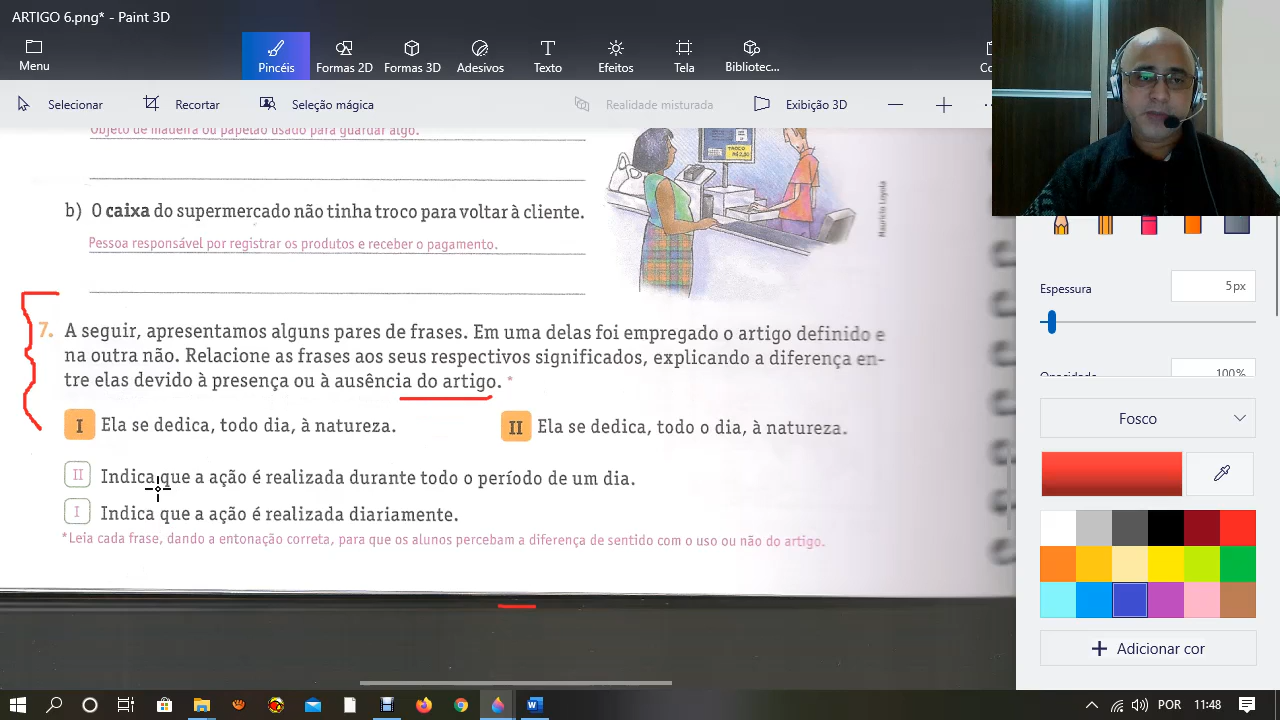 ARTIGO 6.png* - Paint 3D
Menu
Pincéis
Formas 2D
Formas 3D
Adesivos
Texto
Efeitos
Tela
Bibliotec...
Co
Selecionar
Recortar
Seleção mágica
Realidade misturada
Exibição 3D
Objeto de madeira ou papelão usado para guardar algo.
TROCO
b) O caixa do supermercado não tinha troco para voltar à cliente.
Pessoa responsável por registrar os produtos e receber o pagamento.
Mauricio Loyola
7. A seguir, apresentamos alguns pares de frases. Em uma delas foi empregado o artigo definido e
na outra não. Relacione as frases aos seus respectivos significados, explicando a diferença en-
tre elas devido à presença ou à ausência do artigo. *
I Ela se dedica, todo dia, à natureza.
II Ela se dedica, todo o dia, à natureza.
II Indica que a ação é realizada durante todo o período de um dia.
I Indica que a ação é realizada diariamente.
*Leia cada frase, dando a entonação correta, para que os alunos percebam a diferença de sentido com o uso ou não do artigo.
Espessura
5px
Opacidade
100%
Fosco
Adicionar cor
POR
11:48